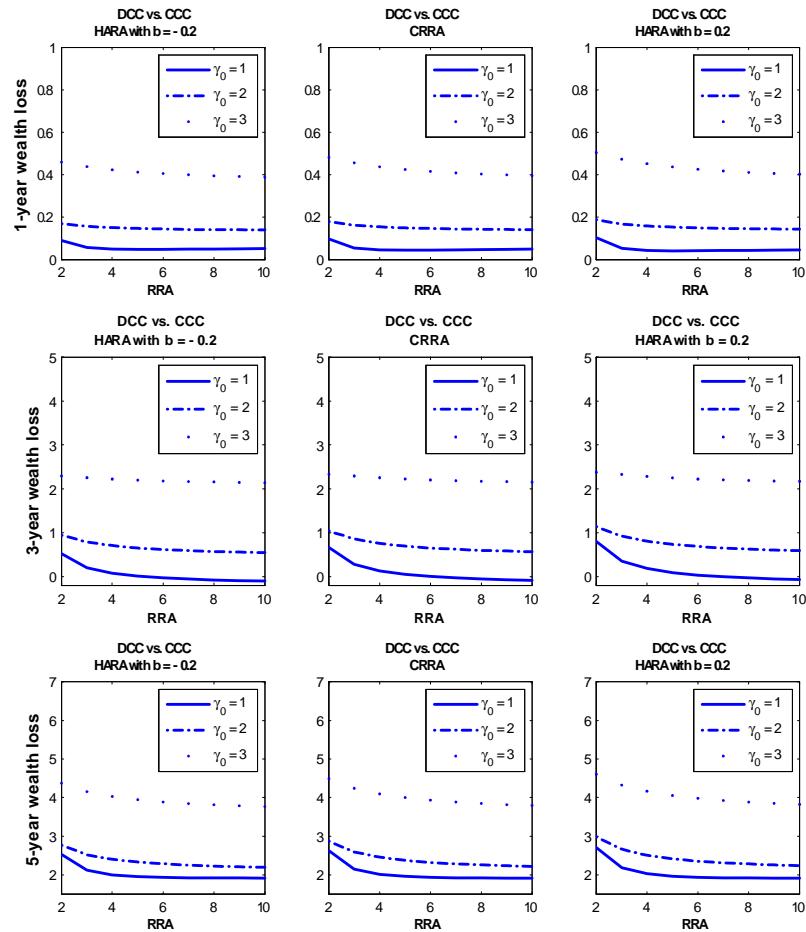 DCC vs. CCC
HARA with b = - 0.2
1-year wealth loss
1
0.8
0.6
0.4
0.2
0
γ0 = 1
γ0 = 2
γ0 = 3
2 4 6 8 10
RRA
DCC vs. CCC
CRRA
1
0.8
0.6
0.4
0.2
0
γ0 = 1
γ0 = 2
γ0 = 3
2 4 6 8 10
RRA
DCC vs. CCC
HARA with b = 0.2
1
0.8
0.6
0.4
0.2
0
γ0 = 1
γ0 = 2
γ0 = 3
2 4 6 8 10
RRA
DCC vs. CCC
HARA with b = - 0.2
3-year wealth loss
5
4
3
2
1
0
γ0 = 1
γ0 = 2
γ0 = 3
2 4 6 8 10
RRA
DCC vs. CCC
CRRA
5
4
3
2
1
0
γ0 = 1
γ0 = 2
γ0 = 3
2 4 6 8 10
RRA
DCC vs. CCC
HARA with b = 0.2
5
4
3
2
1
0
γ0 = 1
γ0 = 2
γ0 = 3
2 4 6 8 10
RRA
DCC vs. CCC
HARA with b = - 0.2
5-year wealth loss
7
6
5
4
3
2
γ0 = 1
γ0 = 2
γ0 = 3
2 4 6 8 10
RRA
DCC vs. CCC
CRRA
7
6
5
4
3
2
γ0 = 1
γ0 = 2
γ0 = 3
2 4 6 8 10
RRA
DCC vs. CCC
HARA with b = 0.2
7
6
5
4
3
2
γ0 = 1
γ0 = 2
γ0 = 3
2 4 6 8 10
RRA